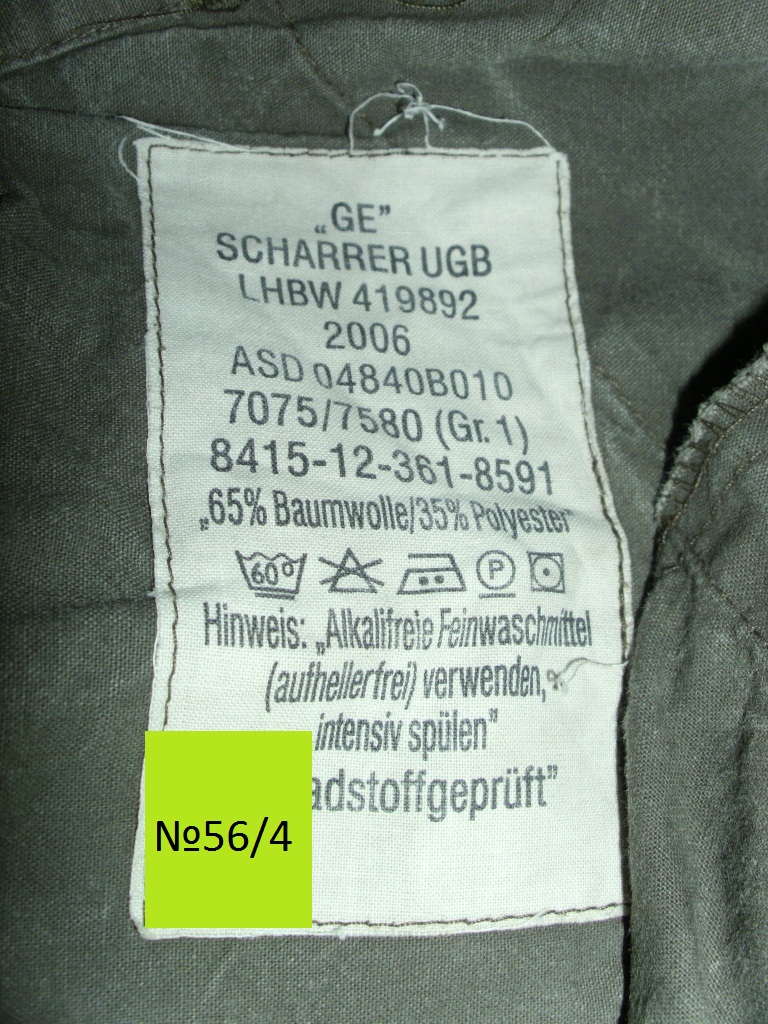 „GE”
SCHARRER UGB
LHBW 419892
2006
ASD 04840B010
7075/7580 (Gr. 1)
8415-12-361-8591
„65% Baumwolle/35% Polyester”
60°
P
Hinweis: „Alkalifreie Feinwaschmittel
(aufhellerfrei) verwenden,
intensiv spülen”
adstoffgeprüft”
№56/4